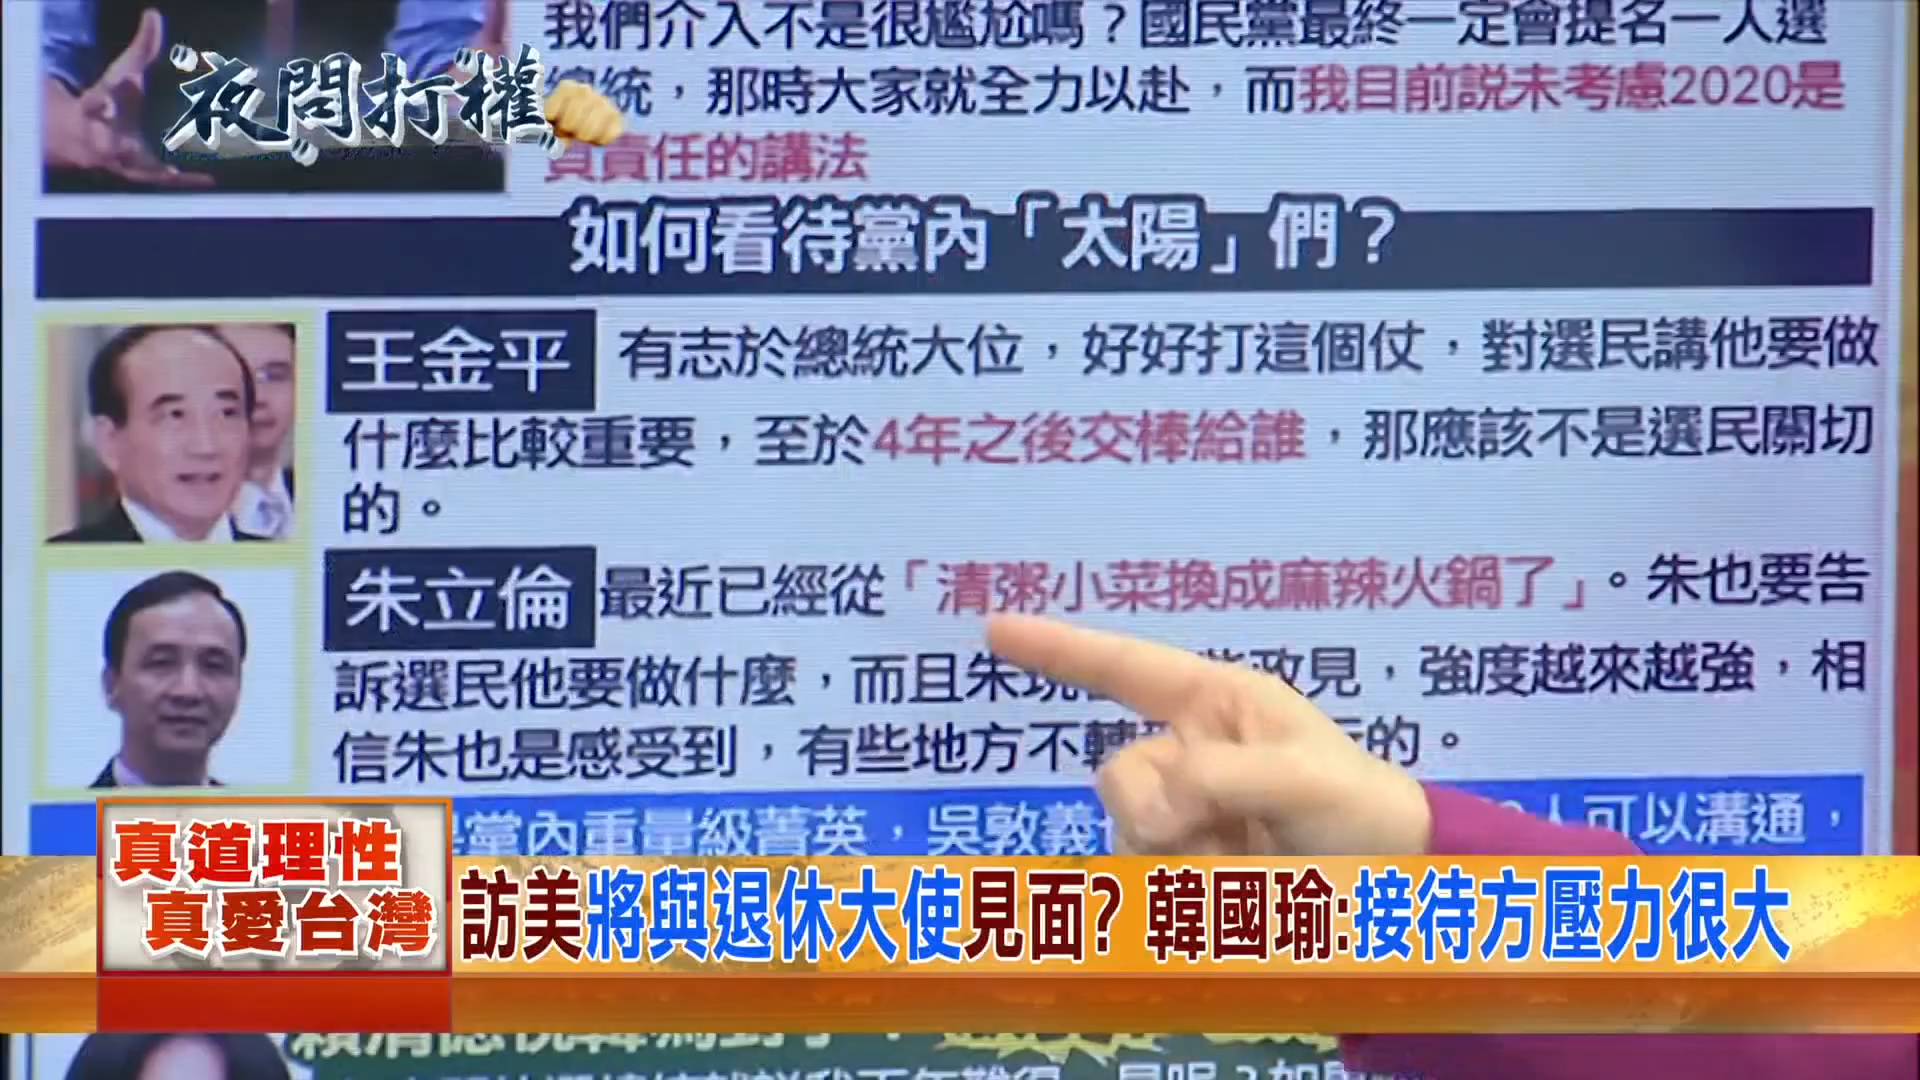 我們介入不是很尷尬嗎？國民黨最終一定會提名一人選
總統，那時大家就全力以赴，而我目前說未考慮2020是
負責任的講法
"夜"問打"權"
如何看待黨內「太陽」們？
王金平 有志於總統大位，好好打這個仗，對選民講他要做
什麼比較重要，至於4年之後交棒給誰，那應該不是選民關切
的。
朱立倫 最近已經從「清粥小菜換成麻辣火鍋了」。朱也要告
訴選民他要做什麼，而且朱現 政見，強度越來越強，相
信朱也是感受到，有些地方不轉 的。
是黨內重量級菁英，吳敦義 人可以溝通，
真道理性
真愛台灣
訪美將與退休大使見面? 韓國瑜:接待方壓力很大